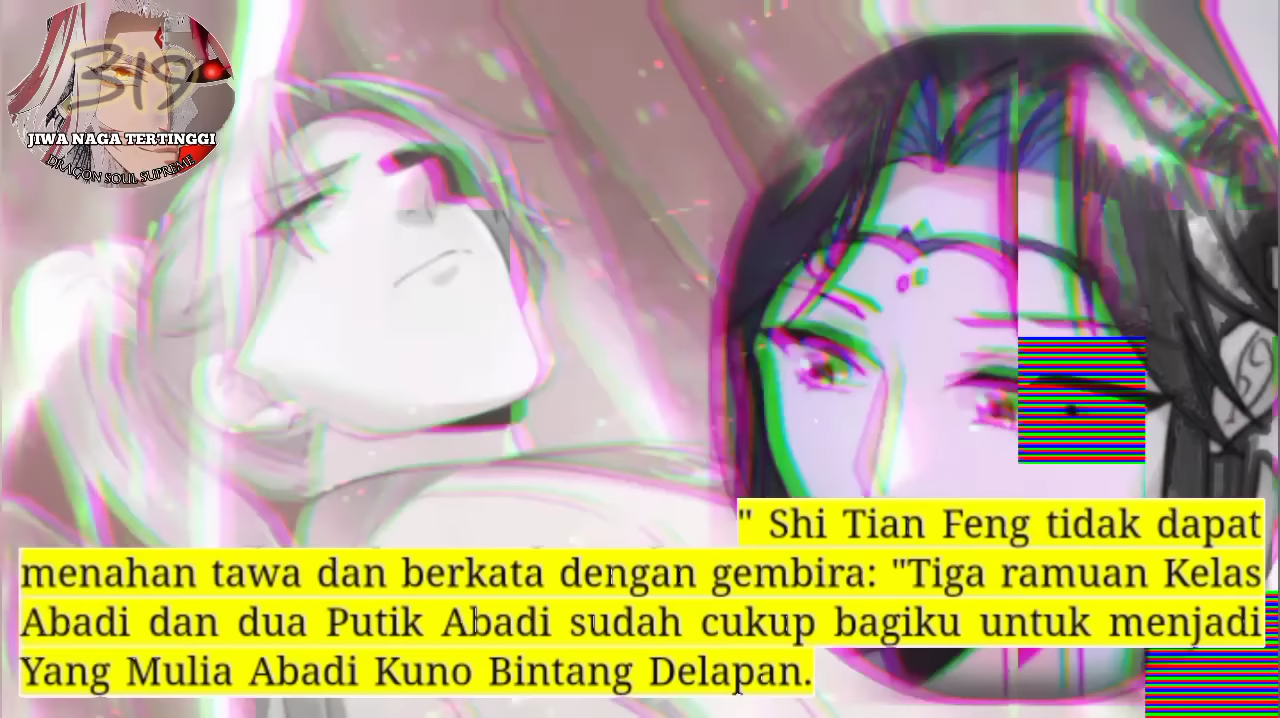 319
JIWA NAGA TERTINGGI
DRAGON SOUL SUPREME
" Shi Tian Feng tidak dapat
menahan tawa dan berkata dengan gembira: "Tiga ramuan Kelas
Abadi dan dua Putik Abadi sudah cukup bagiku untuk menjadi
Yang Mulia Abadi Kuno Bintang Delapan.